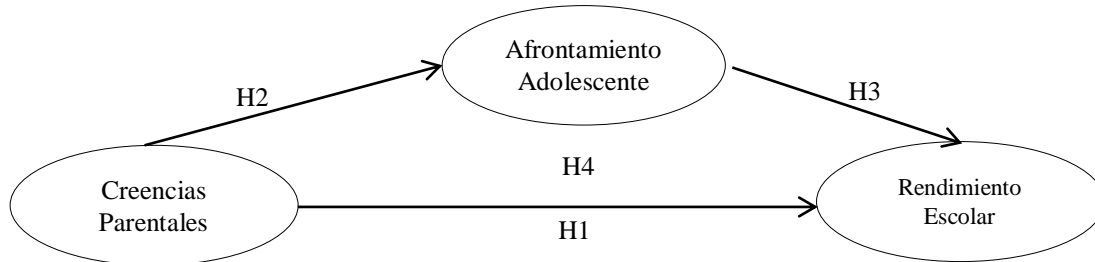 Afrontamiento
Adolescente
H2
H3
H4
Creencias
Parentales
Rendimiento
Escolar
H1